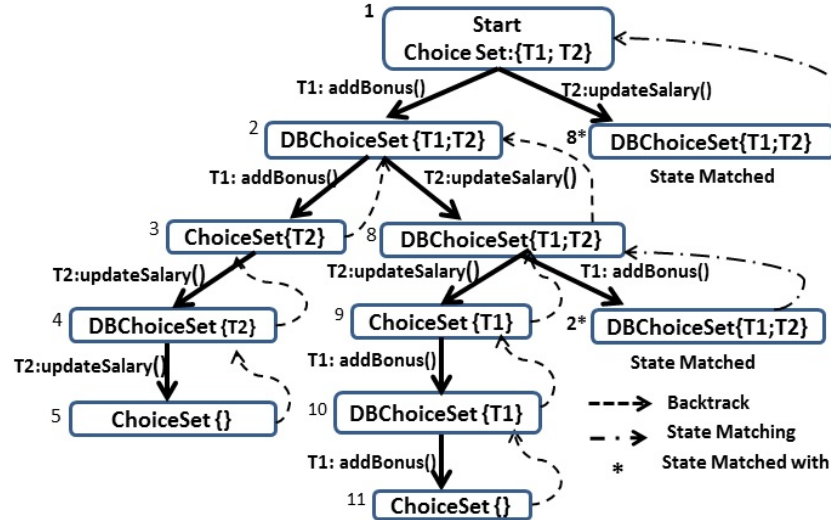 1
Start
Choice Set:{T1; T2}
T1: addBonus()
T2:updateSalary()
2
DBChoiceSet {T1;T2}
8*
DBChoiceSet{T1;T2}
State Matched
T1: addBonus()
T2:updateSalary()
3
ChoiceSet{T2}
8
DBChoiceSet{T1;T2}
T2:updateSalary()
T2:updateSalary()
T1: addBonus()
4
DBChoiceSet {T2}
9
ChoiceSet {T1}
2*
DBChoiceSet{T1;T2}
State Matched
T2:updateSalary()
T1: addBonus()
5
ChoiceSet {}
10
DBChoiceSet {T1}
Backtrack
State Matching
* State Matched with
T1: addBonus()
11
ChoiceSet {}